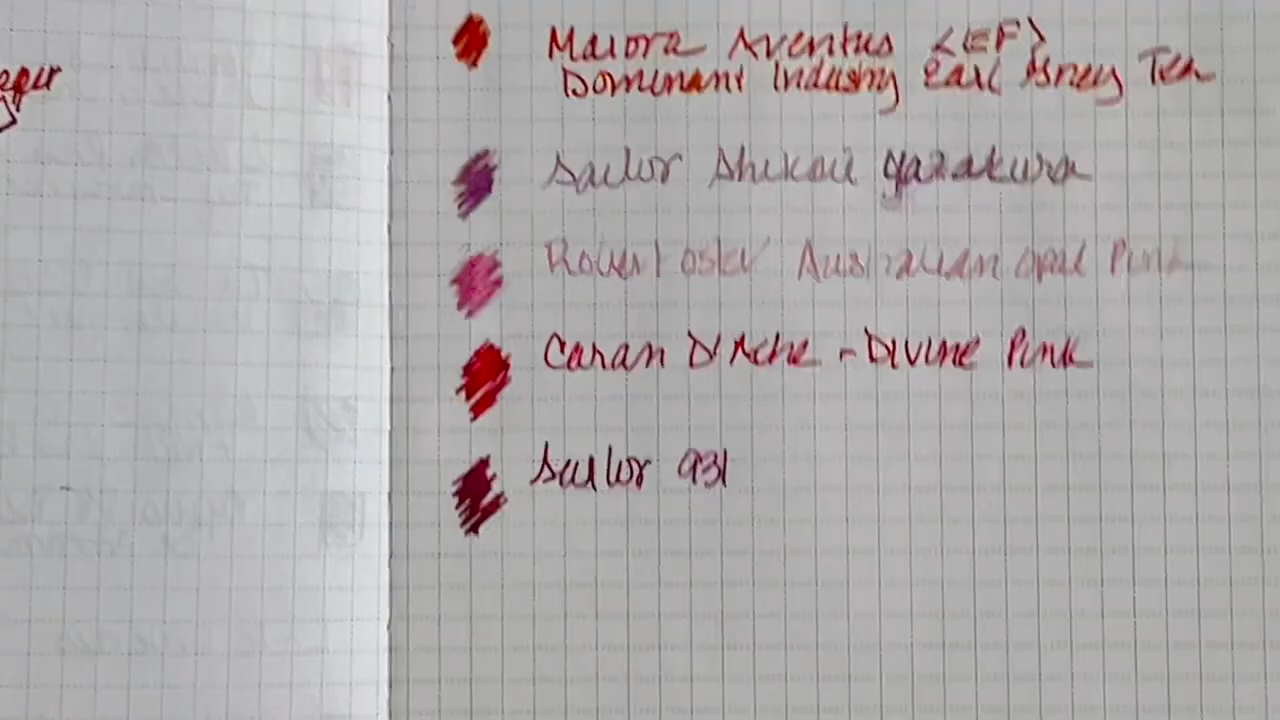 Maiora Aventus <EF>
Dominant Industry Earl Grey Tea
Sailor Shikori Yozakura
Robert Oster Australian Opal Pink
Caran D'Ache - Divine Pink
Sailor 931